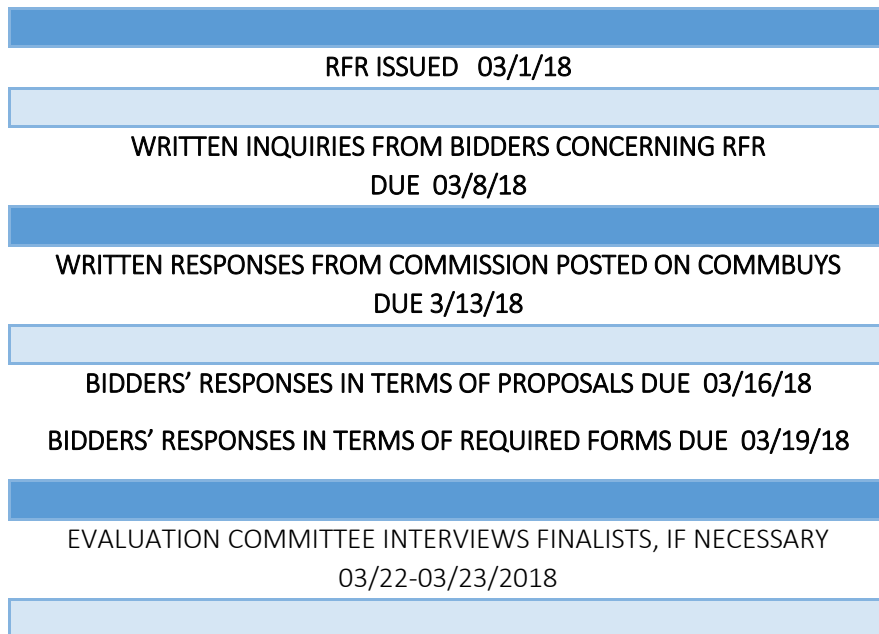 RFR ISSUED   03/1/18
WRITTEN INQUIRIES FROM BIDDERS CONCERNING RFR
DUE  03/8/18
WRITTEN RESPONSES FROM COMMISSION POSTED ON COMMBUYS
DUE 3/13/18
BIDDERS’ RESPONSES IN TERMS OF PROPOSALS DUE  03/16/18
BIDDERS’ RESPONSES IN TERMS OF REQUIRED FORMS DUE  03/19/18
EVALUATION COMMITTEE INTERVIEWS FINALISTS, IF NECESSARY
03/22-03/23/2018